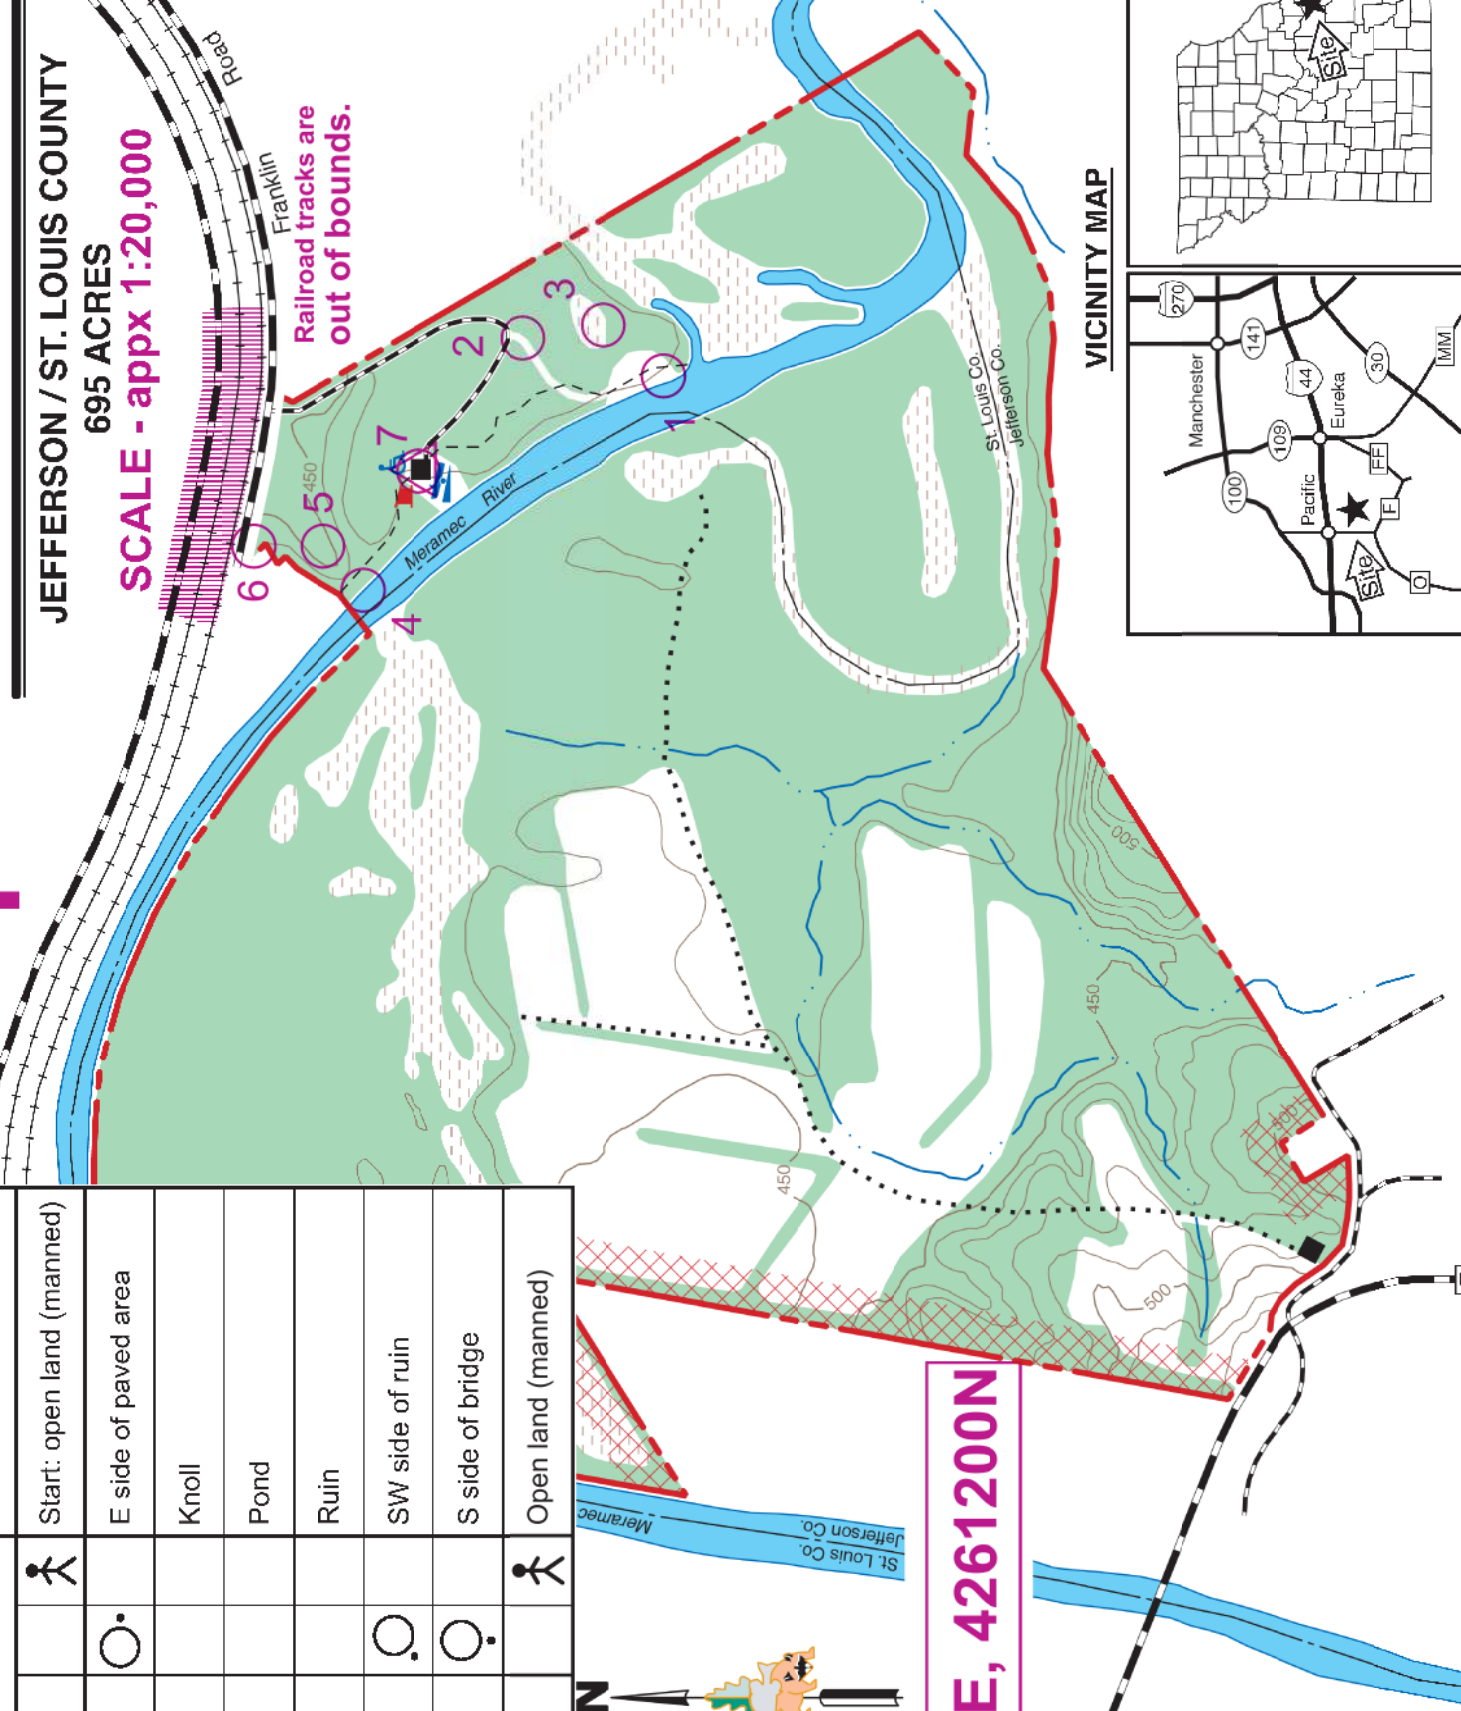 JEFFERSON / ST. LOUIS COUNTY
695 ACRES
SCALE - appx 1:20,000
Road
Franklin
Railroad tracks are
out of bounds.
1
2
3
4
5
6
7
450
Meramec River
St. Louis Co.
Jefferson Co.
500
450
450
500
500
VICINITY MAP
Site
270
141
Manchester
44
30
MM
109
Eureka
100
Pacific
FF
F
Site
O
Start: open land (manned)
E side of paved area
Knoll
Pond
Ruin
SW side of ruin
S side of bridge
Open land (manned)
Meramec
Jefferson Co.
St. Louis Co.
N
E, 4261200N